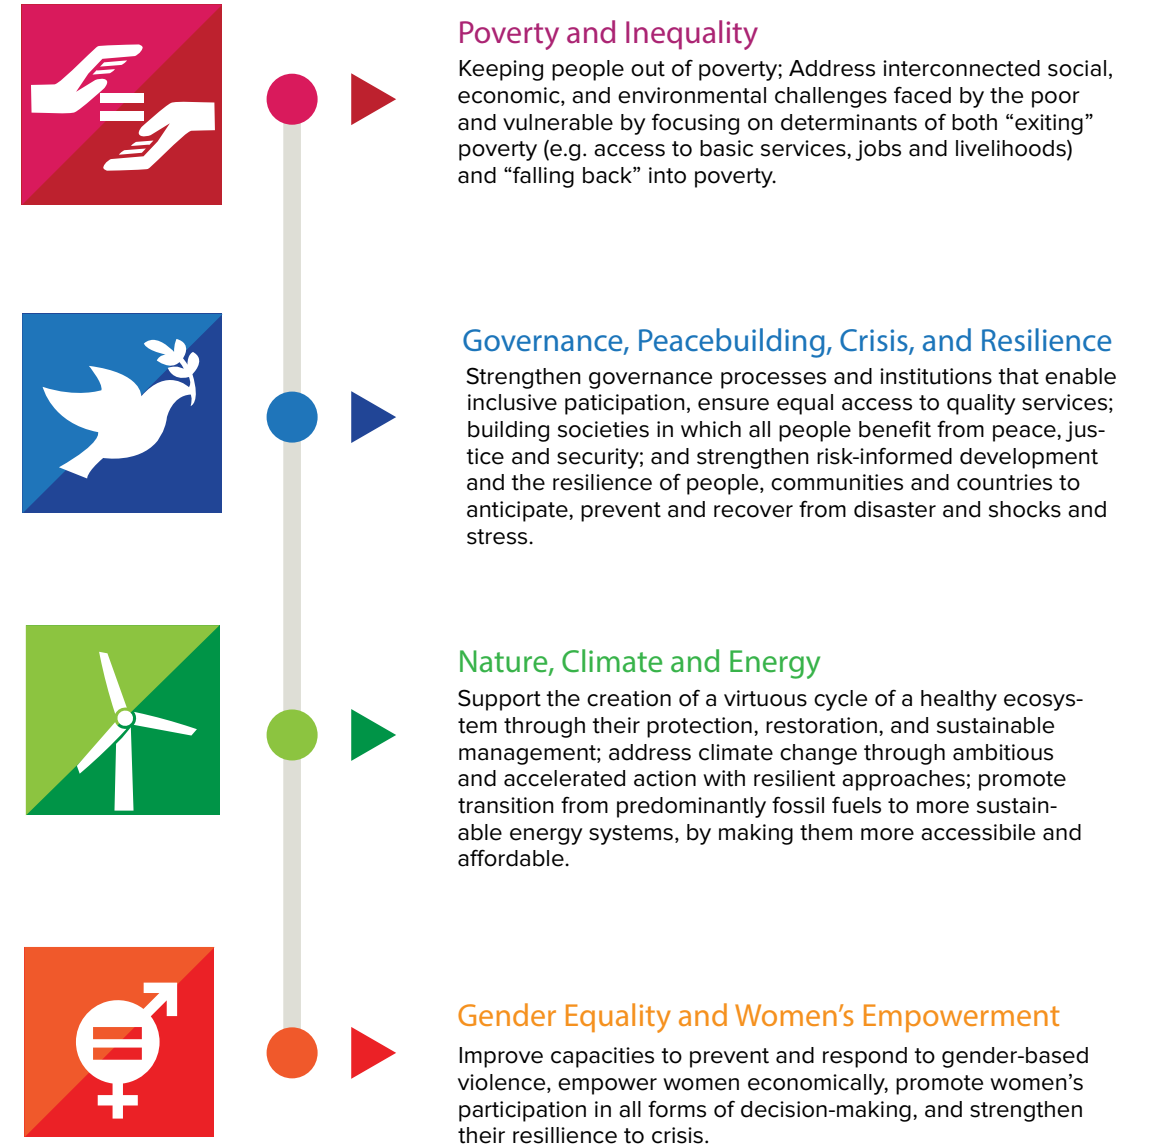 Poverty and Inequality
Keeping people out of poverty; Address interconnected social,
economic, and environmental challenges faced by the poor
and vulnerable by focusing on determinants of both “exiting”
poverty (e.g. access to basic services, jobs and livelihoods)
and “falling back” into poverty.
Governance, Peacebuilding, Crisis, and Resilience
Strengthen governance processes and institutions that enable
inclusive paticipation, ensure equal access to quality services;
building societies in which all people benefit from peace, jus-
tice and security; and strengthen risk-informed development
and the resilience of people, communities and countries to
anticipate, prevent and recover from disaster and shocks and
stress.
Nature, Climate and Energy
Support the creation of a virtuous cycle of a healthy ecosys-
tem through their protection, restoration, and sustainable
management; address climate change through ambitious
and accelerated action with resilient approaches; promote
transition from predominantly fossil fuels to more sustain-
able energy systems, by making them more accessibile and
affordable.
Gender Equality and Women’s Empowerment
Improve capacities to prevent and respond to gender-based
violence, empower women economically, promote women’s
participation in all forms of decision-making, and strengthen
their resillience to crisis.